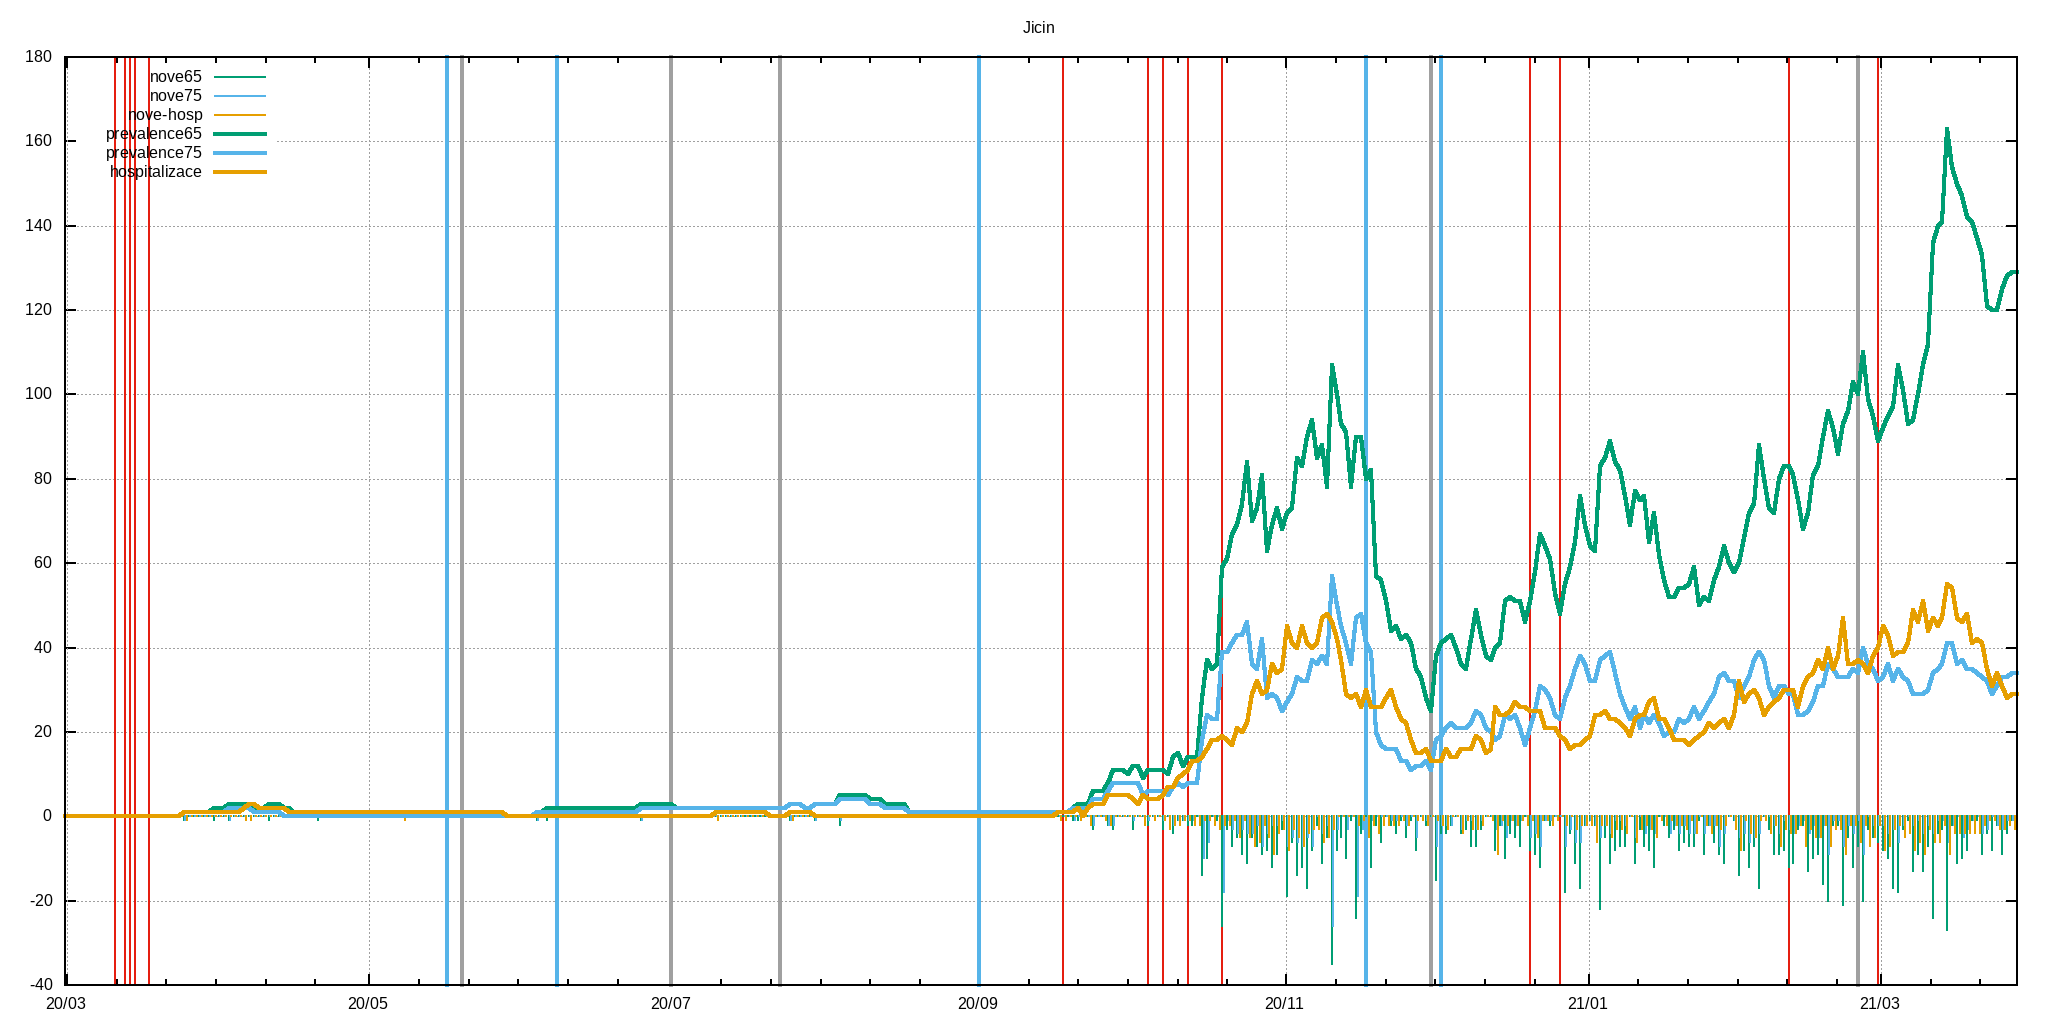 Jicin
180
160
140
120
100
80
60
40
20
0
-20
-40
nove65
nove75
nove-hosp
prevalence65
prevalence75
hospitalizace
20/03 20/05 20/07 20/09 20/11 21/01 21/03